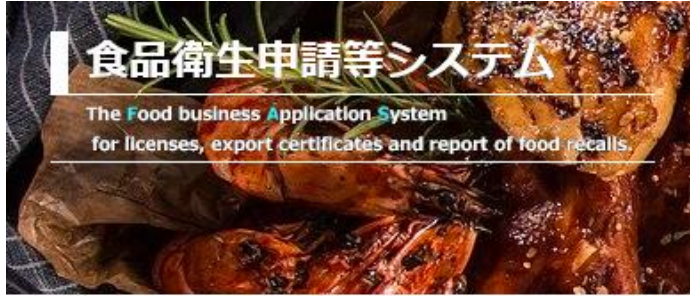 食品衛生申請等システム
The Food business Application System
for licenses, export certificates and report of food recalls.